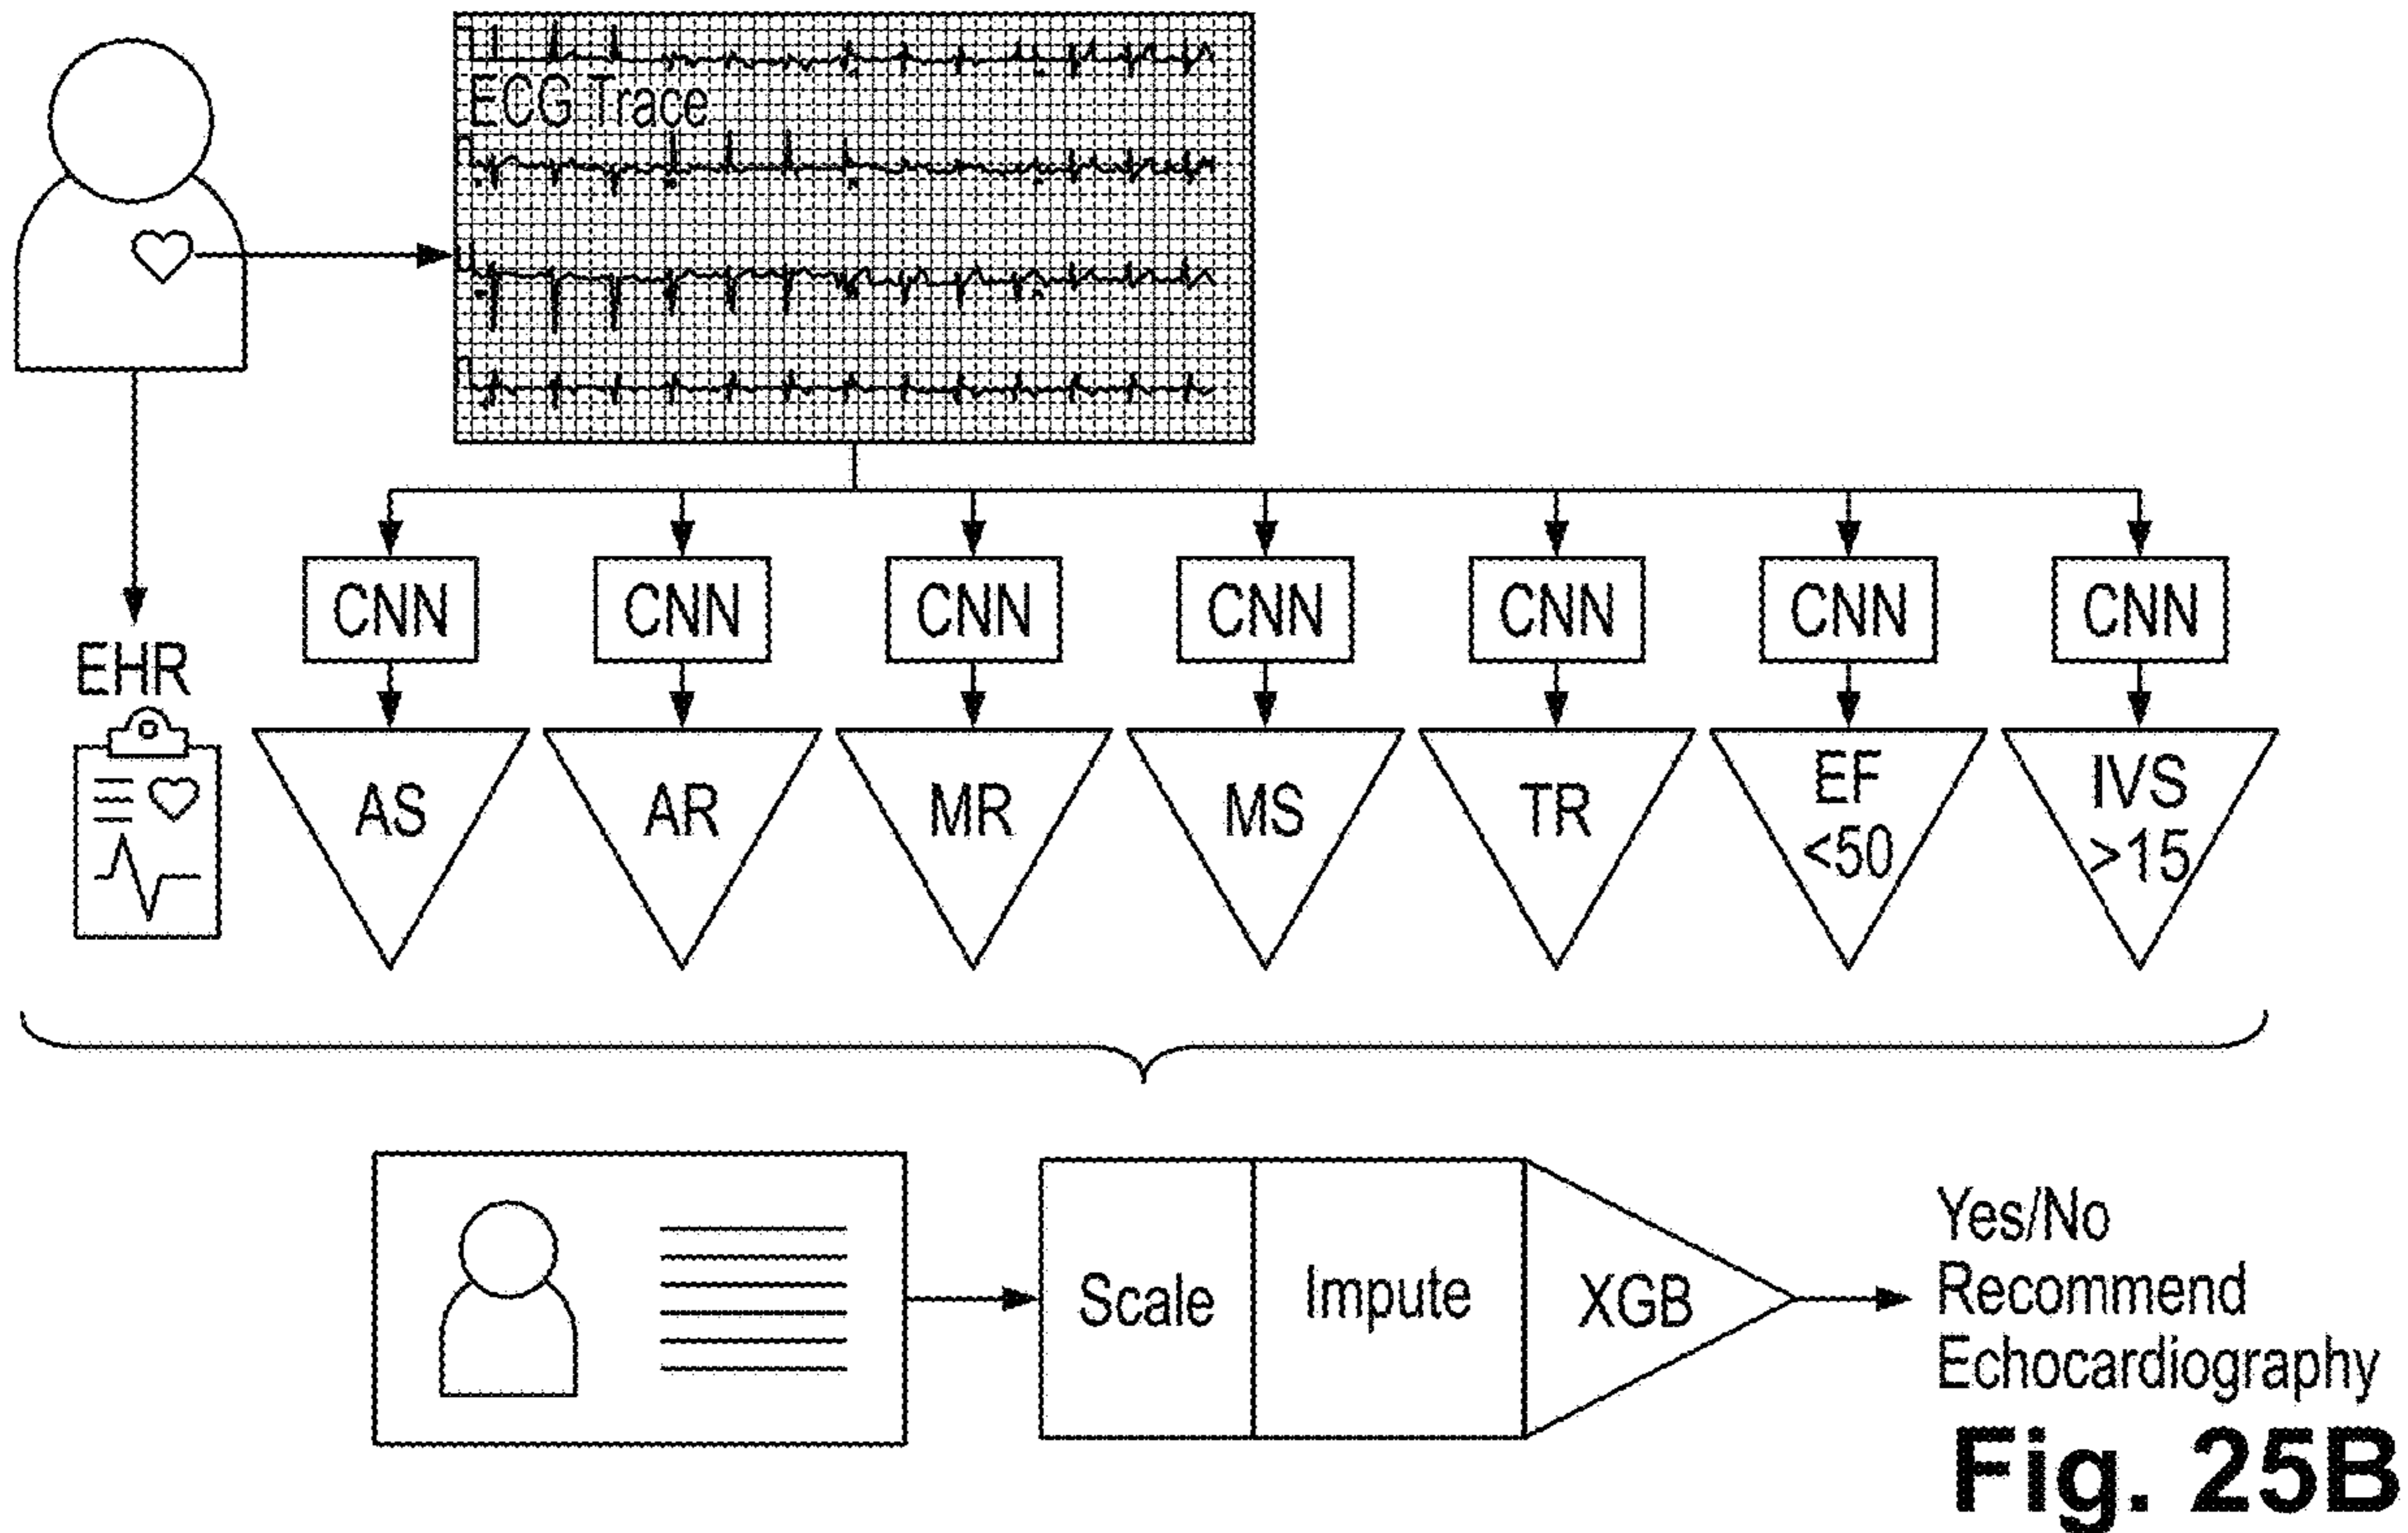 ECG Trace
CNN
CNN
CNN
CNN
CNN
CNN
CNN
EHR
AS
AR
MR
MS
TR
EF
<50
IVS
>15
Scale
Impute
XGB
Yes/No
Recommend
Echocardiography
Fig. 25B